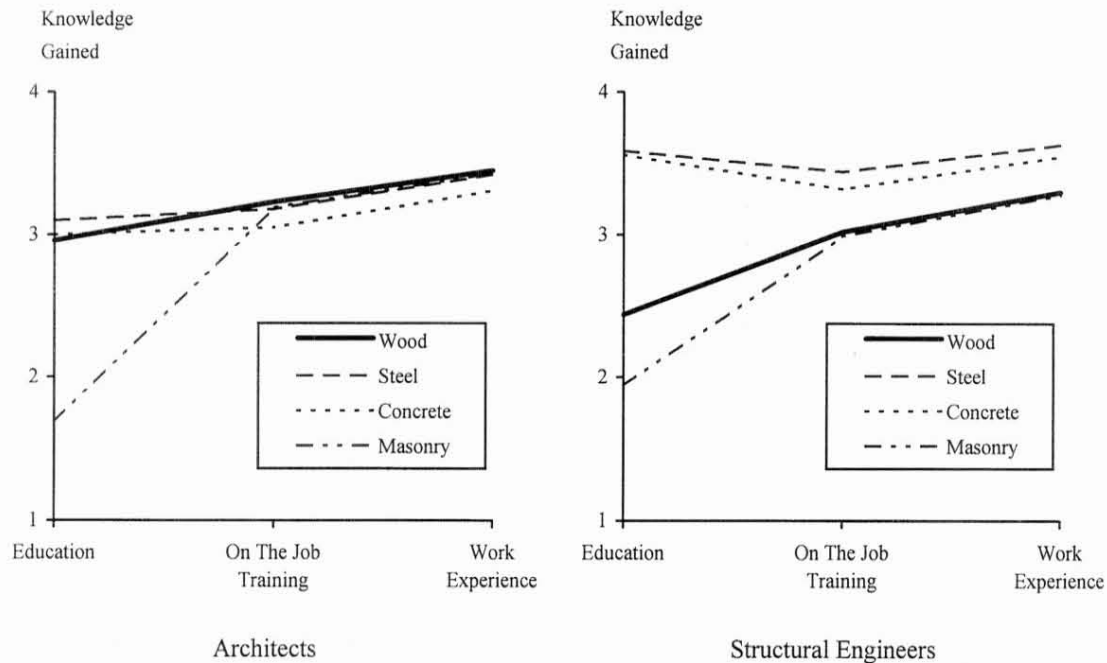 Knowledge
Gained
4
3
2
1
Wood
Steel
Concrete
Masonry
Education
On The Job
Training
Work
Experience
Architects
Knowledge
Gained
4
3
2
1
Wood
Steel
Concrete
Masonry
Education
On The Job
Training
Work
Experience
Structural Engineers